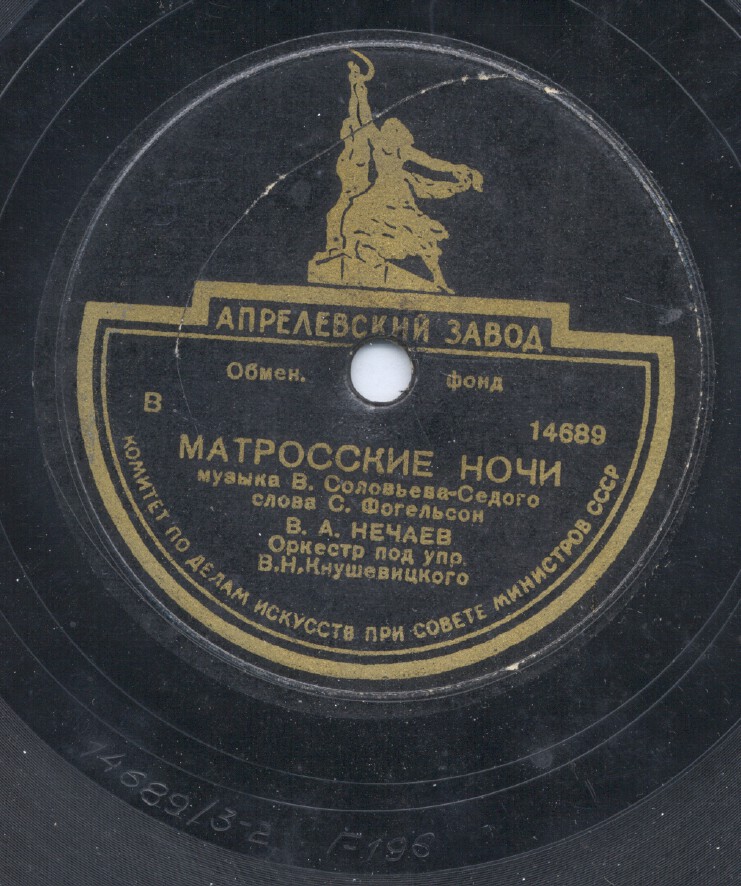 АПРЕЛЕВСКИЙ ЗАВОД
Обмен. фонд
В 14689
МАТРОССКИЕ НОЧИ
музыка В. Соловьева-Седого
слова С. Фогельсон
В. А. НЕЧАЕВ
Оркестр под упр.
В.Н.Кнушевицкого
КОМИТЕТ ПО ДЕЛАМ ИСКУССТВ ПРИ СОВЕТЕ МИНИСТРОВ СССР
14689/3-2 Г-196